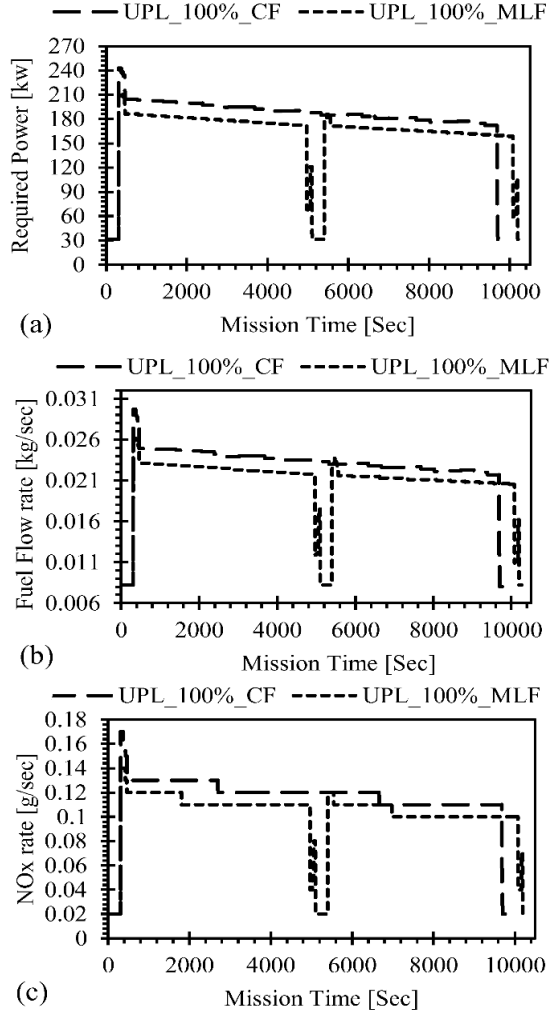 UPL_100%_CF UPL_100%_MLF
Required Power [kw]
270
240
210
180
150
120
90
60
30
0
0 2000 4000 6000 8000 10000
(a) Mission Time [Sec]
UPL_100%_CF UPL_100%_MLF
Fuel Flow rate [kg/sec]
0.031
0.026
0.021
0.016
0.011
0.006
0 2000 4000 6000 8000 10000
(b) Mission Time [Sec]
UPL_100%_CF UPL_100%_MLF
NOx rate [g/sec]
0.18
0.16
0.14
0.12
0.1
0.08
0.06
0.04
0.02
0
0 2000 4000 6000 8000 10000
(c) Mission Time [Sec]